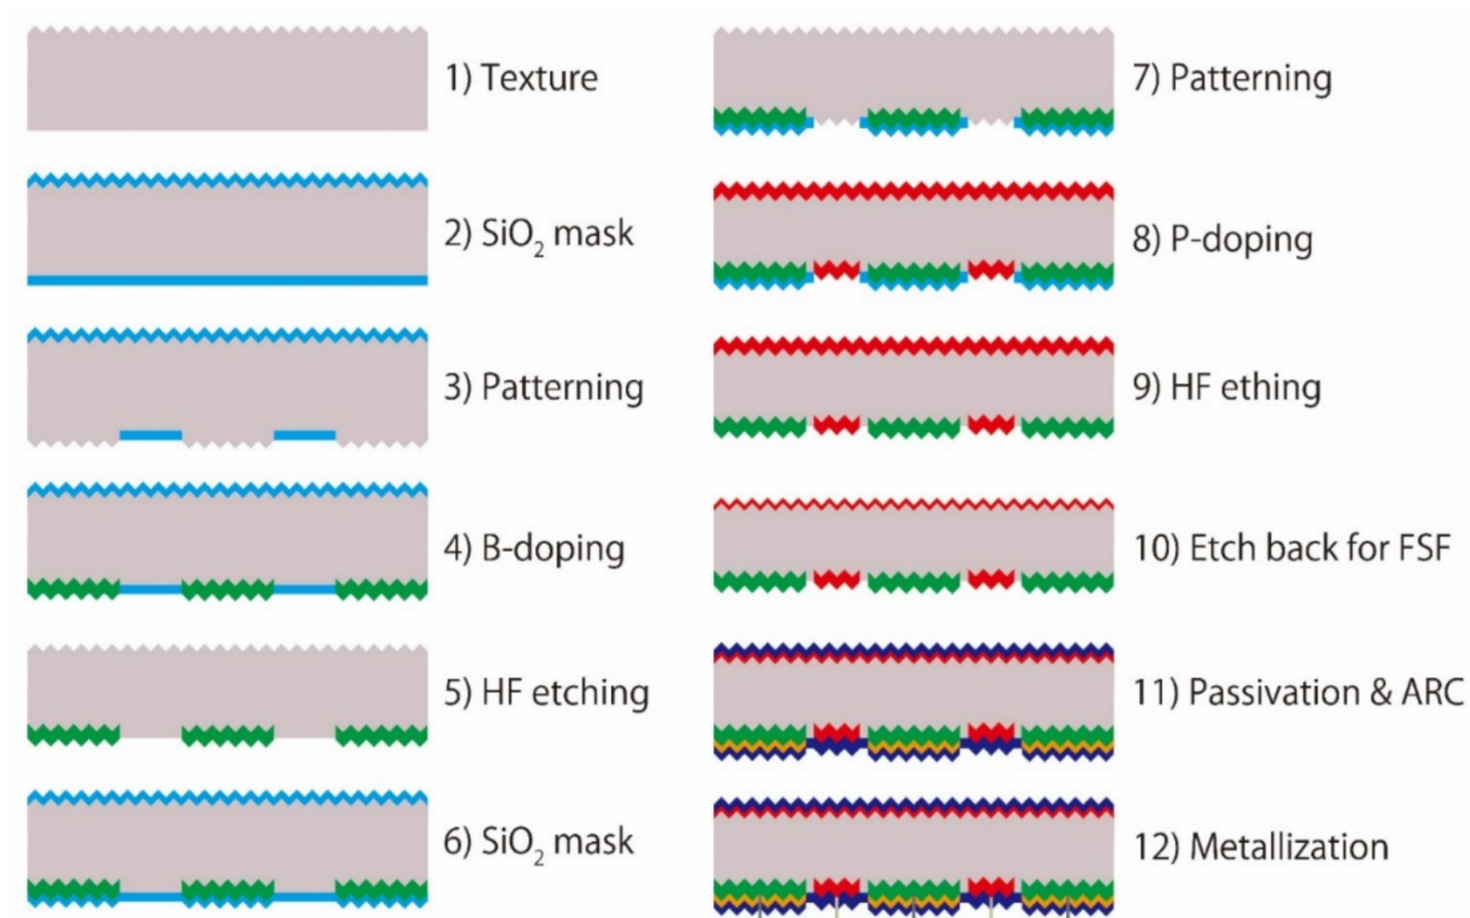 1) Texture
2) SiO₂ mask
3) Patterning
4) B-doping
5) HF etching
6) SiO₂ mask
7) Patterning
8) P-doping
9) HF ething
10) Etch back for FSF
11) Passivation & ARC
12) Metallization